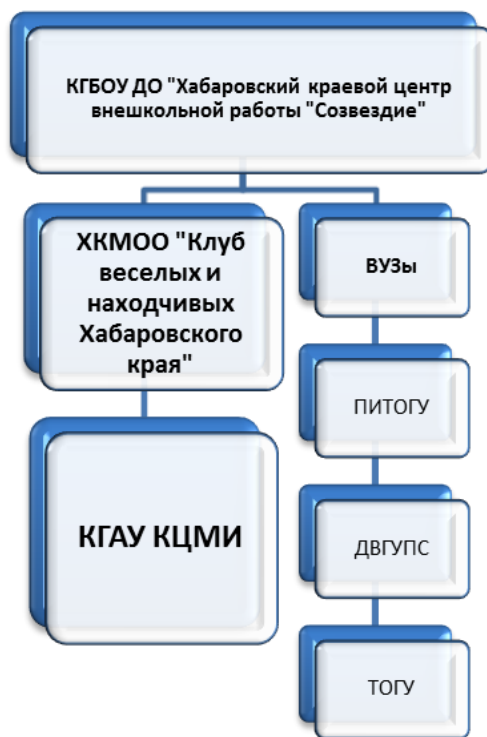 КГБОУ ДО "Хабаровский краевой центр
внешкольной работы "Созвездие"
ХКМОО "Клуб
веселых и
находчивых
Хабаровского
края"
КГАУ КЦМИ
ВУЗы
ПИТОГУ
ДВГУПС
ТОГУ